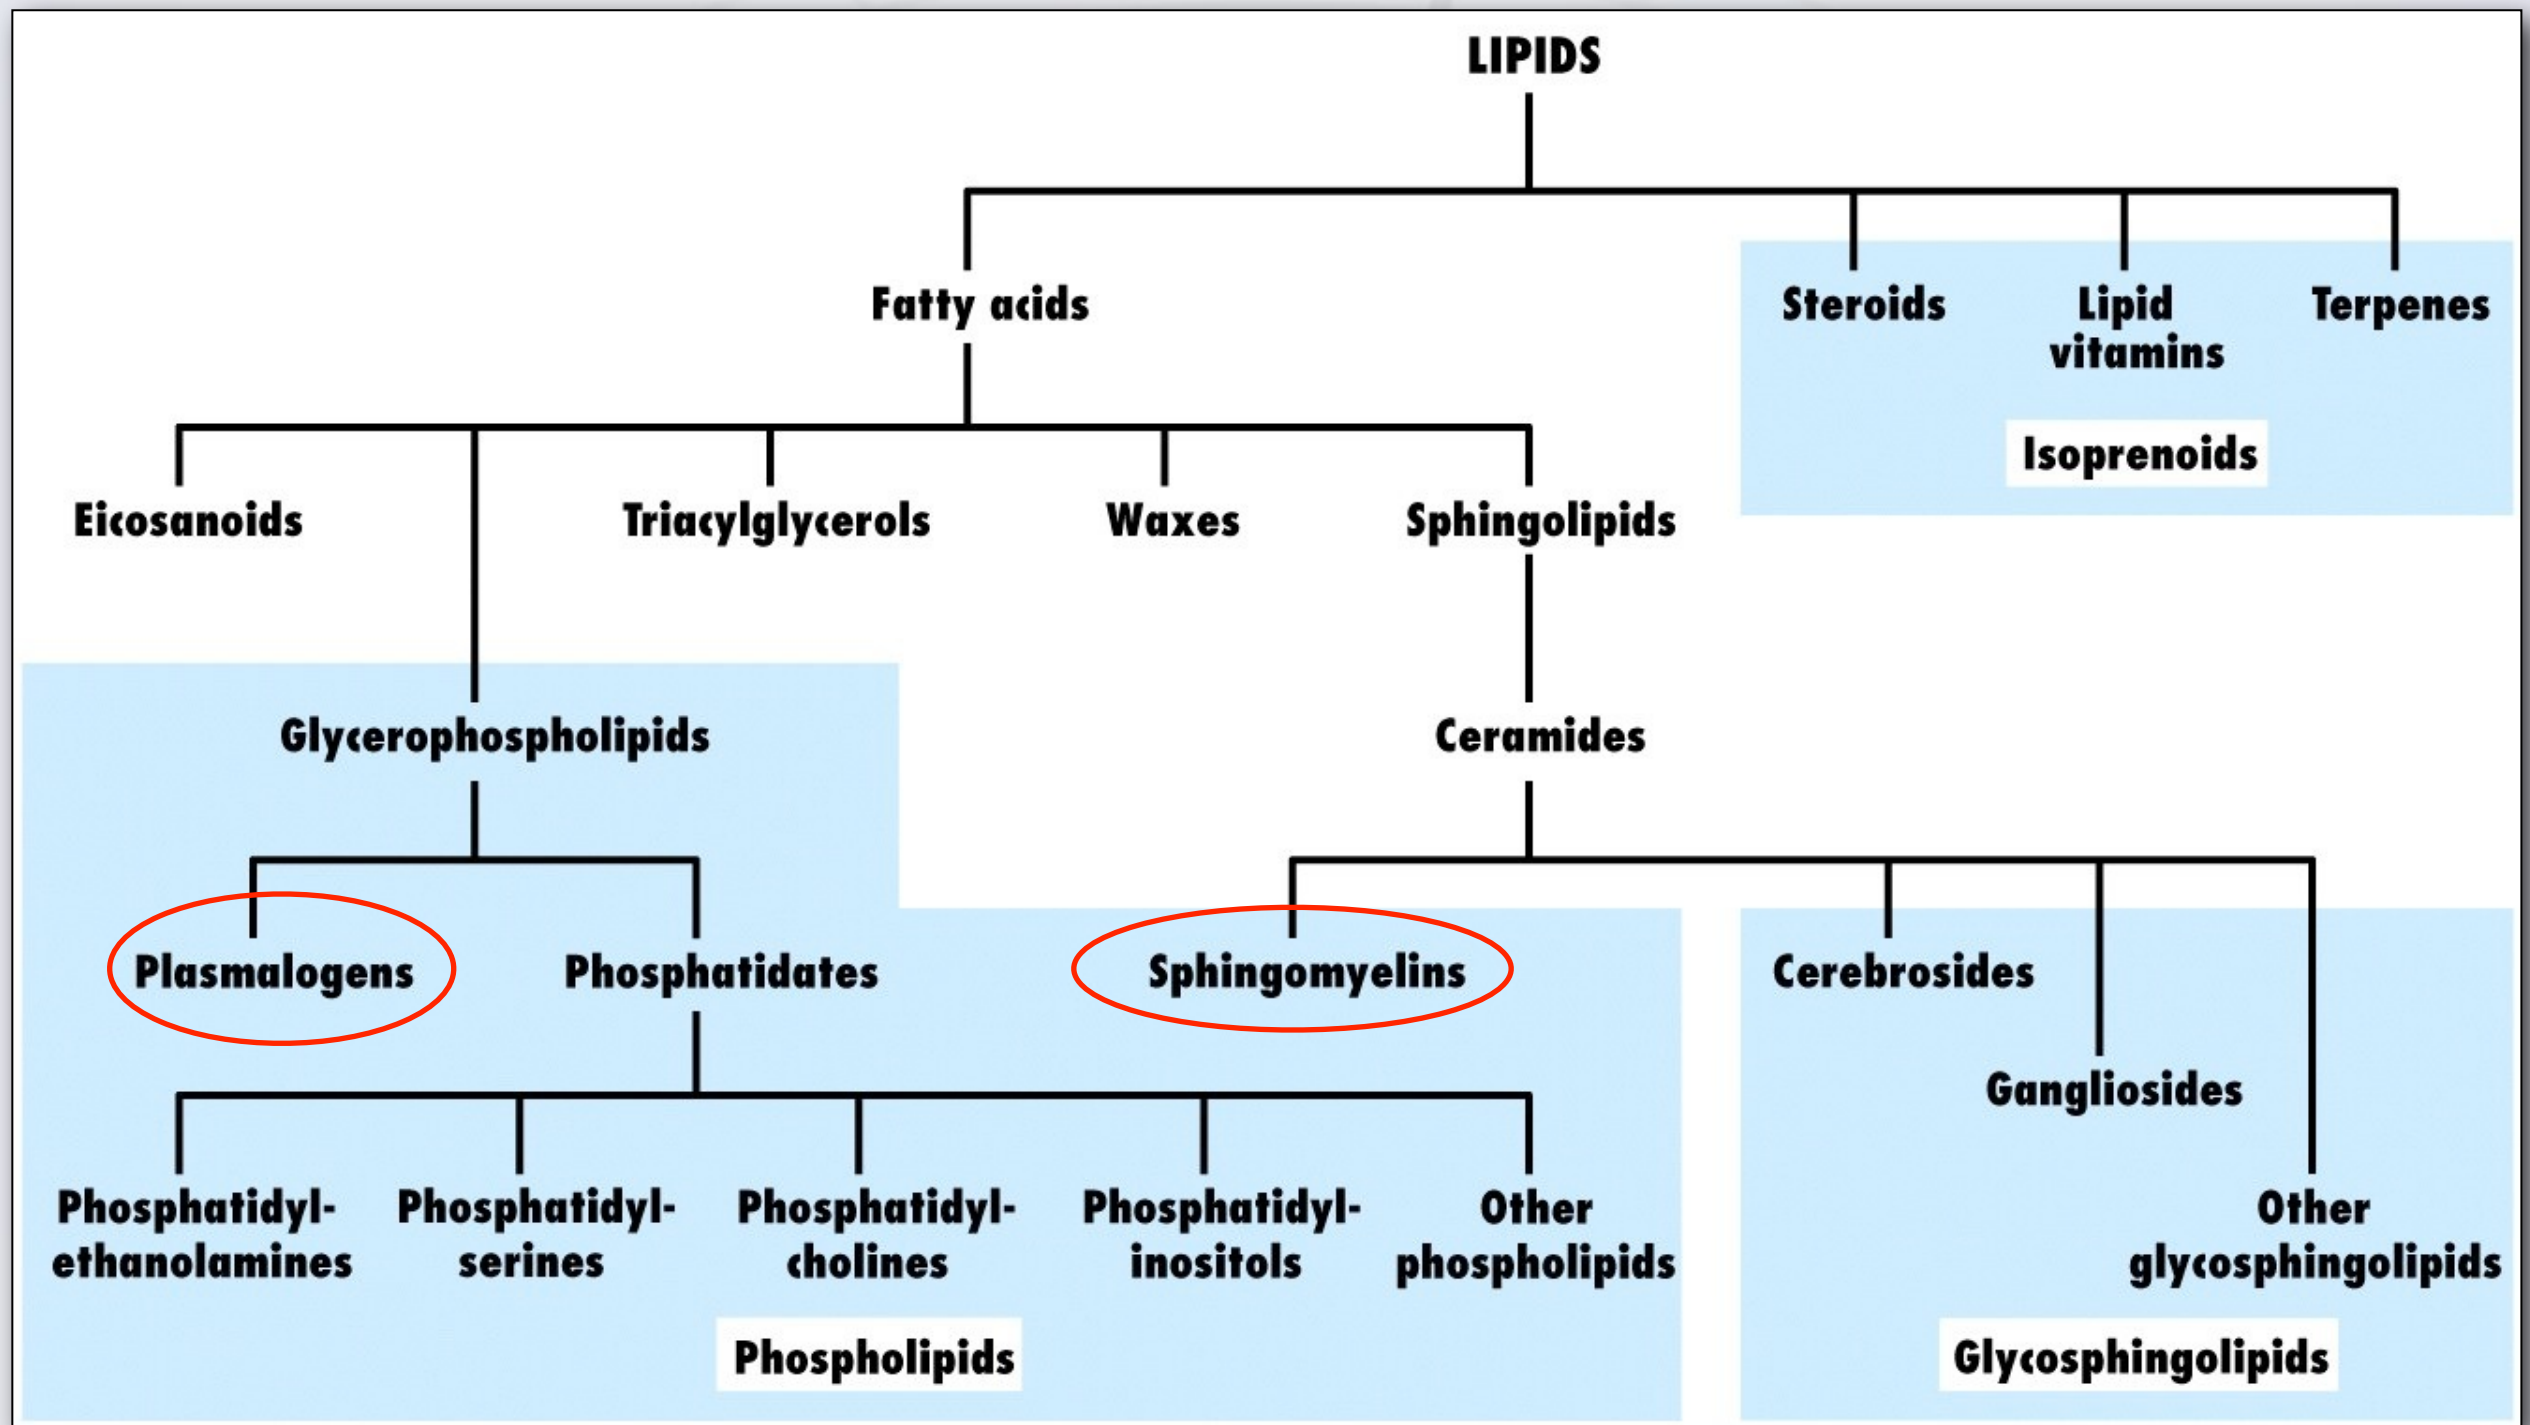 LIPIDS
Fatty acids
Steroids
Lipid
vitamins
Terpenes
Isoprenoids
Eicosanoids
Triacylglycerols
Waxes
Sphingolipids
Glycerophospholipids
Ceramides
Plasmalogens
Phosphatidates
Sphingomyelins
Cerebrosides
Gangliosides
Phosphatidyl-
ethanolamines
Phosphatidyl-
serines
Phosphatidyl-
cholines
Phosphatidyl-
inositols
Other
phospholipids
Other
glycosphingolipids
Phospholipids
Glycosphingolipids